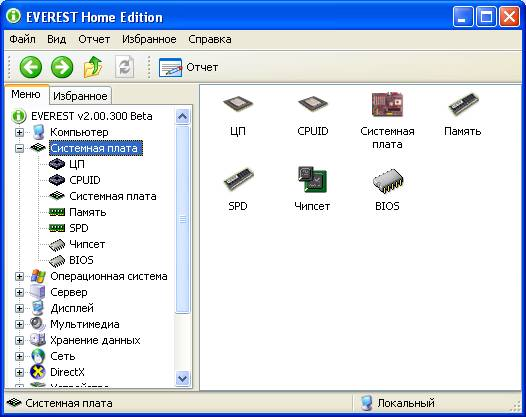 EVEREST Home Edition
Файл Вид Отчет Избранное Справка
Отчет
Меню Избранное
EVEREST v2.00.300 Beta
Компьютер
Системная плата
ЦП
CPUID
Системная плата
Память
SPD
Чипсет
BIOS
Операционная система
Сервер
Дисплей
Мультимедиа
Хранение данных
Сеть
DirectX
ЦП CPUID Системная плата Память
SPD Чипсет BIOS
Системная плата Локальный